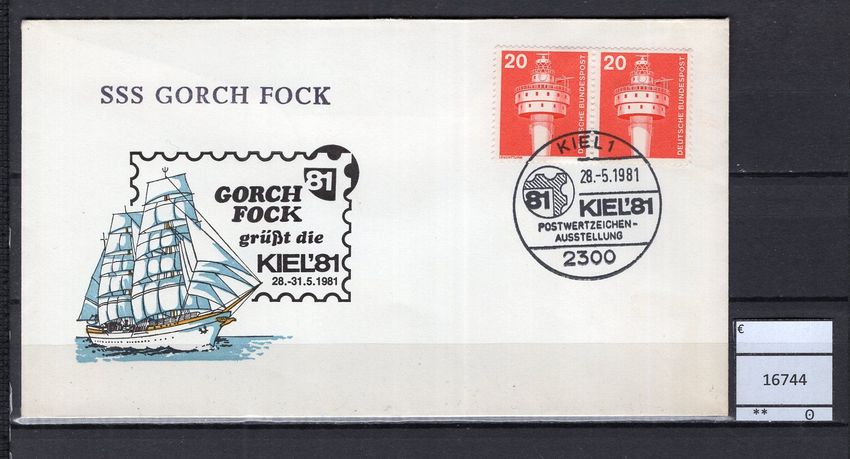 SSS GORCH FOCK
81
GORCH
FOCK
grüßt die
KIEL'81
28.-31.5.1981
20
DEUTSCHE BUNDESPOST
20
DEUTSCHE BUNDESPOST
KIEL 1
28.-5.1981
81
KIEL'81
POSTWERTZEICHEN-
AUSSTELLUNG
2300
€
16744
** ʘ